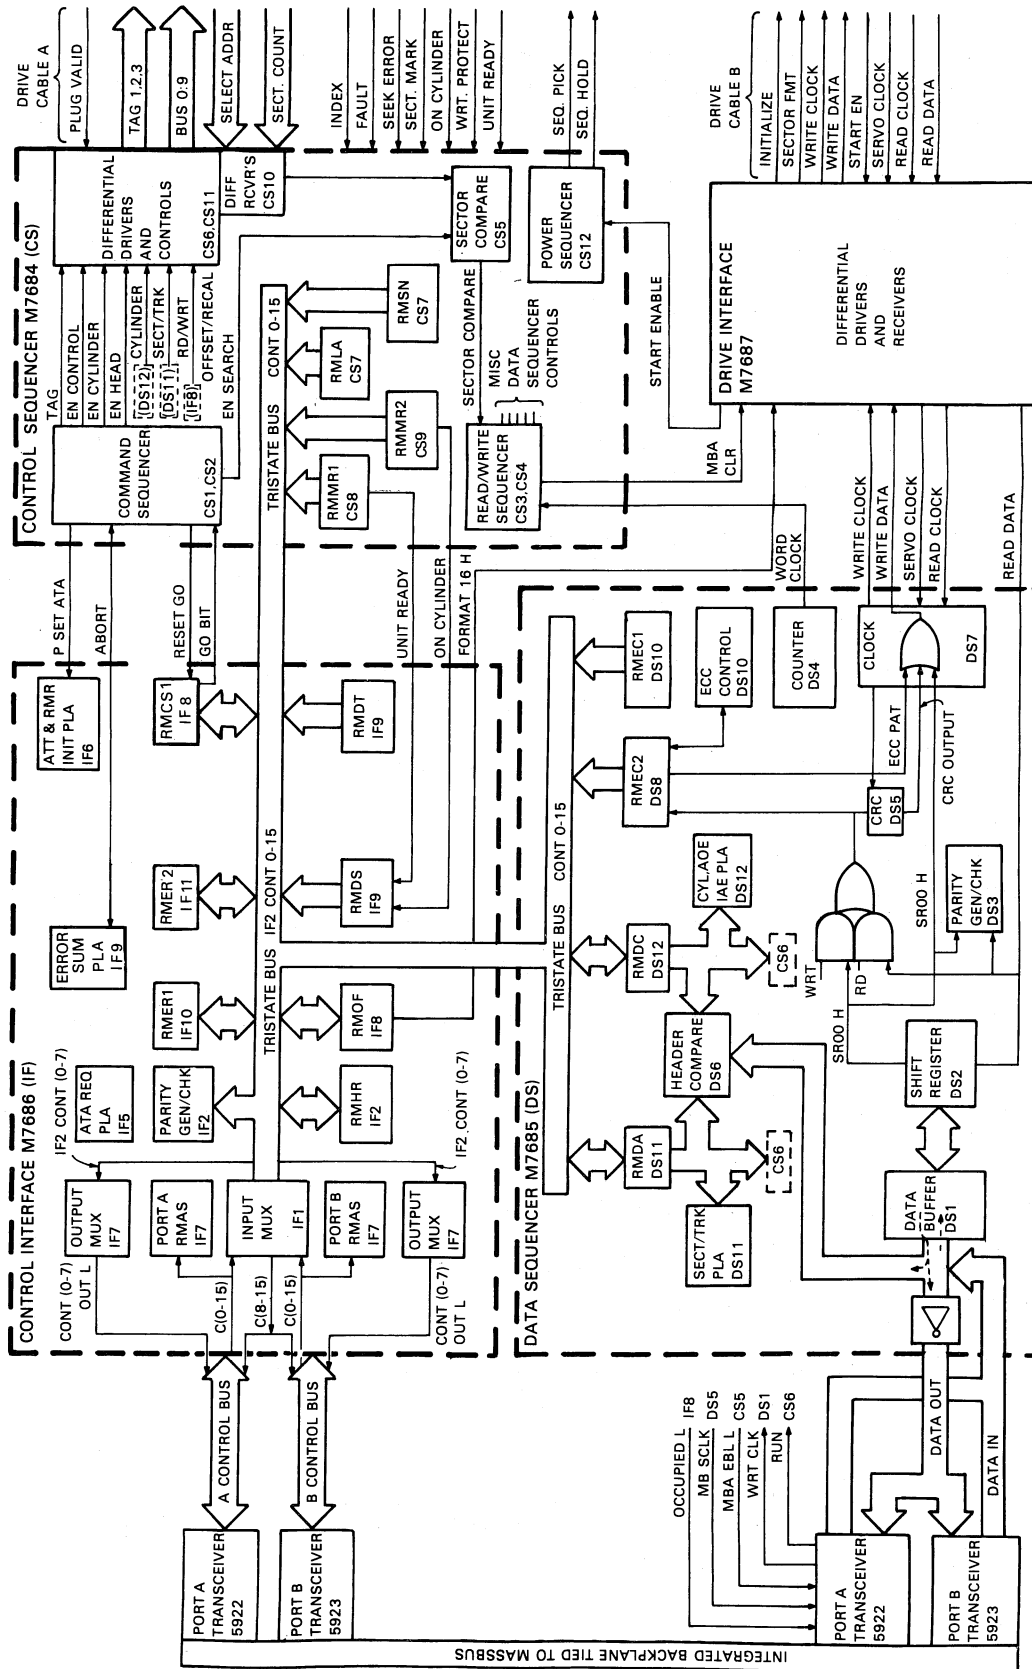 INTEGRATED BACKPLANE TIED TO MASSBUS
PORT A
TRANSCEIVER
5922
PORT B
TRANSCEIVER
5923
A CONTROL BUS
B CONTROL BUS
CONTROL INTERFACE M7686 (IF)
CONT (0-7)
OUT L
C(0-15)
C(8-15)
C(0-15)
CONT (0-7)
OUT L
OUTPUT
MUX
IF7
PORT A
RMAS
IF7
INPUT
MUX
IF1
PORT B
RMAS
IF7
OUTPUT
MUX
IF7
IF2 CONT (0-7)
IF2 CONT (0-7)
ATA REQ
PLA
IF5
PARITY
GEN/CHK
IF2
RMHR
IF2
RMER1
IF10
RMOF
IF8
TRISTATE BUS IF2 CONT 0-15
ERROR
SUM
PLA
IF9
RMER2
IF11
RMDS
IF9
ATT & RMR
INIT PLA
IF6
RMCS1
IF8
RMDT
IF9
P SET ATA
ABORT
RESET GO
GO BIT
UNIT READY
ON CYLINDER
FORMAT 16 H
CONTROL SEQUENCER M7684 (CS)
COMMAND
SEQUENCER
CS1,CS2
TAG
EN CONTROL
EN CYLINDER
EN HEAD
(DS12) CYLINDER
(DS11) SECT/TRK
(IF8) RD/WRT
OFFSET/RECAL
EN SEARCH
DIFFERENTIAL
DRIVERS
AND
CONTROLS
CS6,CS11
DIFF
RCVR'S
CS10
TRISTATE BUS CONT 0-15
RMMR1
CS8
RMMR2
CS9
RMLA
CS7
RMSN
CS7
SECTOR
COMPARE
CS5
SECTOR COMPARE
READ/WRITE
SEQUENCER
CS3,CS4
MISC
DATA
SEQUENCER
CONTROLS
POWER
SEQUENCER
CS12
DRIVE
CABLE A
PLUG VALID
TAG 1,2,3
BUS 0:9
SELECT ADDR
SECT. COUNT
INDEX
FAULT
SEEK ERROR
SECT. MARK
ON CYLINDER
WRT. PROTECT
UNIT READY
SEQ. PICK
SEQ. HOLD
START ENABLE
MBA
CLR
WORD
CLOCK
DRIVE INTERFACE
M7687
DIFFERENTIAL
DRIVERS
AND
RECEIVERS
DRIVE
CABLE B
INITIALIZE
SECTOR FMT
WRITE CLOCK
WRITE DATA
START EN
SERVO CLOCK
READ CLOCK
READ DATA
WRITE CLOCK
WRITE DATA
SERVO CLOCK
READ CLOCK
READ DATA
DATA SEQUENCER M7685 (DS)
TRISTATE BUS CONT 0-15
SECT/TRK
PLA
DS11
RMDA
DS11
CS6
HEADER
COMPARE
DS6
RMDC
DS12
CS6
CYL,AOE
IAE PLA
DS12
RMEC2
DS8
RMEC1
DS10
ECC
CONTROL
DS10
COUNTER
DS4
CLOCK
DS7
ECC PAT
CRC OUTPUT
CRC
DS5
PARITY
GEN/CHK
DS3
SR00 H
WRT
RD
SR00 H
SHIFT
REGISTER
DS2
DATA
BUFFER
DS1
DATA OUT
DATA IN
OCCUPIED L IF8
MB SCLK DS5
MBA EBL L CS5
WRT CLK DS1
RUN CS6
PORT A
TRANSCEIVER
5922
PORT B
TRANSCEIVER
5923